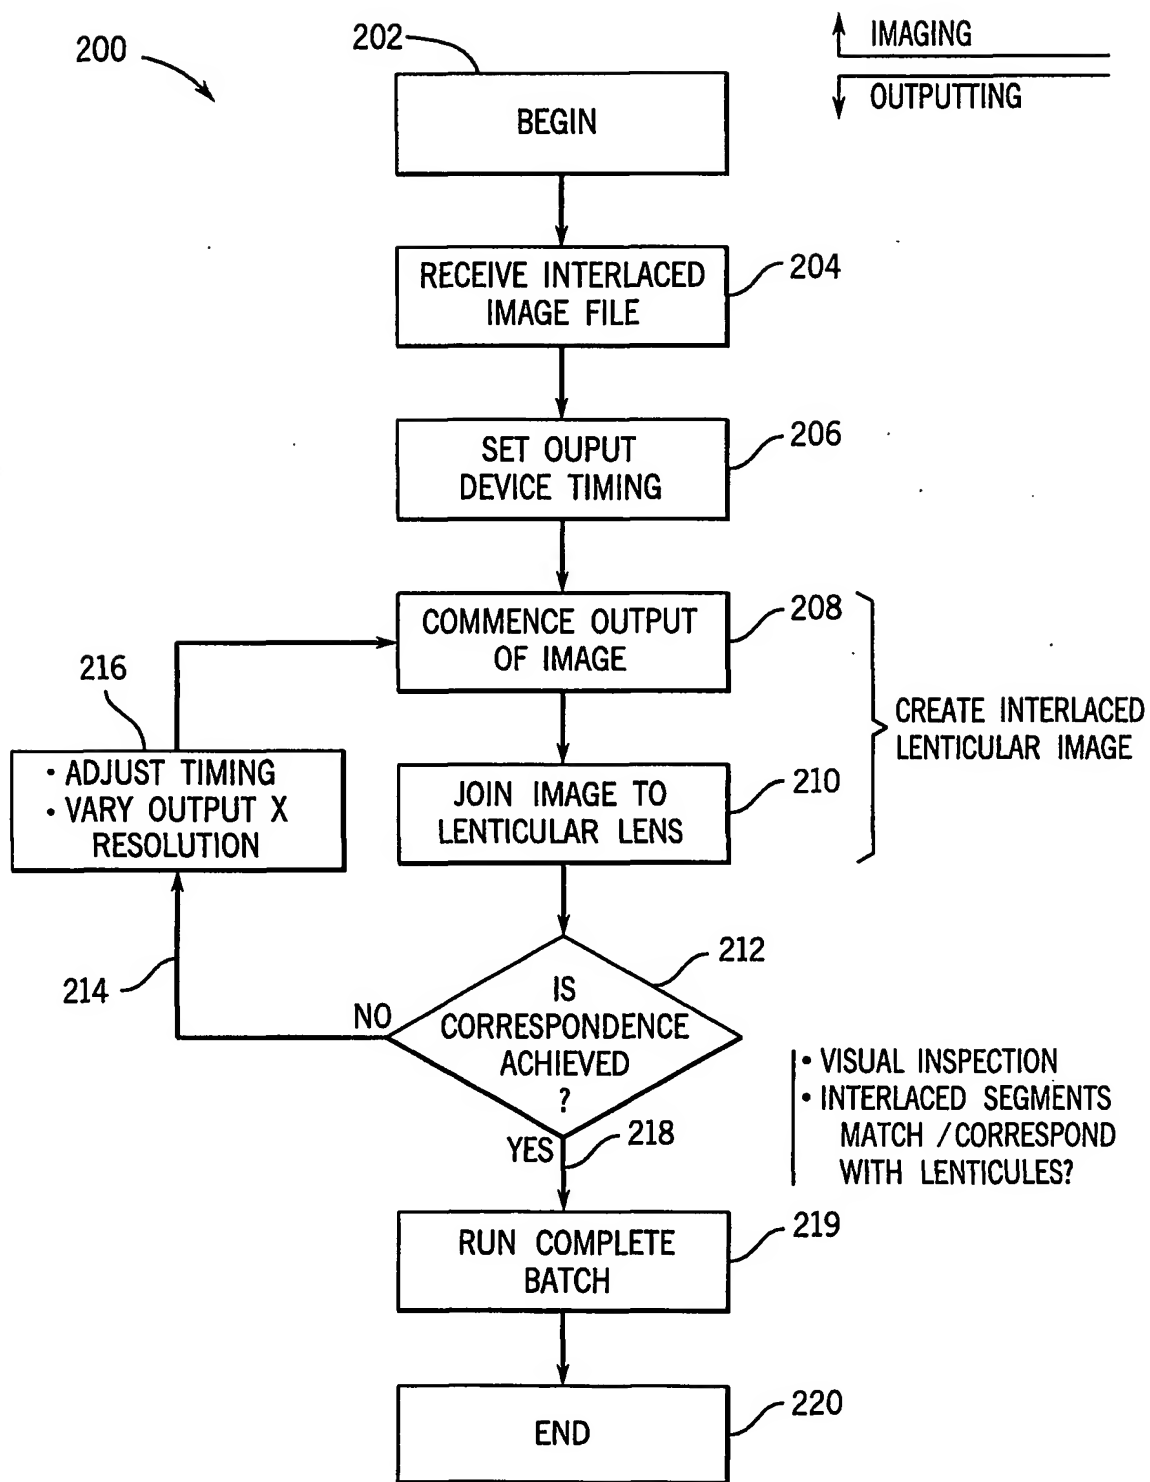 200
202
IMAGING
OUTPUTTING
BEGIN
RECEIVE INTERLACED
IMAGE FILE
204
SET OUPUT
DEVICE TIMING
206
COMMENCE OUTPUT
OF IMAGE
208
216
• ADJUST TIMING
• VARY OUTPUT X
RESOLUTION
JOIN IMAGE TO
LENTICULAR LENS
210
CREATE INTERLACED
LENTICULAR IMAGE
214
NO
IS
CORRESPONDENCE
ACHIEVED
?
212
• VISUAL INSPECTION
• INTERLACED SEGMENTS
MATCH / CORRESPOND
WITH LENTICULES?
YES
218
RUN COMPLETE
BATCH
219
END
220